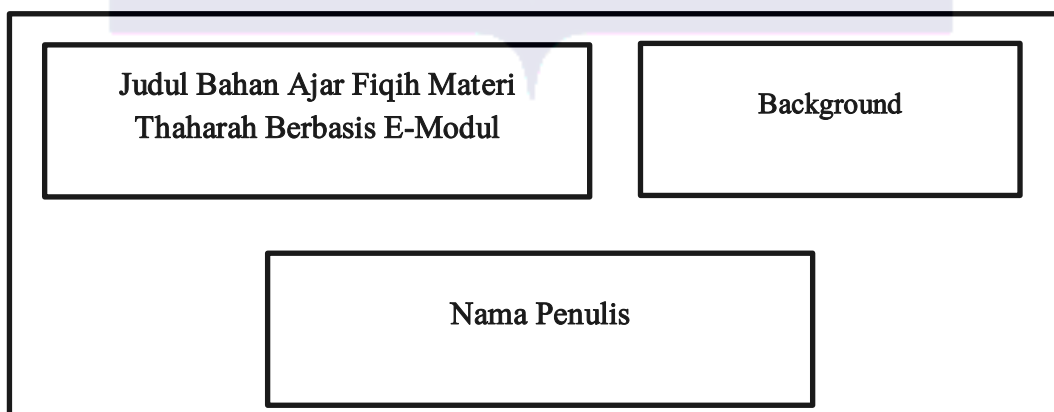 Judul Bahan Ajar Fiqih Materi
Thaharah Berbasis E-Modul
Background
Nama Penulis